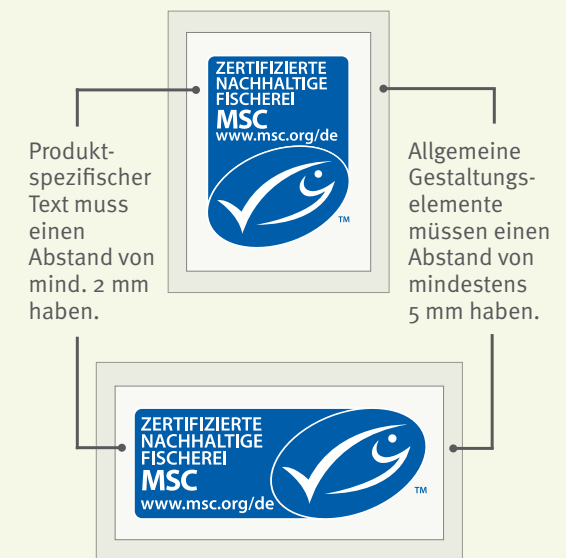 ZERTIFIZIERTE
NACHHALTIGE
FISCHEREI
MSC
www.msc.org/de
TM
Produkt-
spezifischer
Text muss
einen
Abstand von
mind. 2 mm
haben.
Allgemeine
Gestaltungs-
elemente
müssen einen
Abstand von
mindestens
5 mm haben.
ZERTIFIZIERTE
NACHHALTIGE
FISCHEREI
MSC
www.msc.org/de
TM